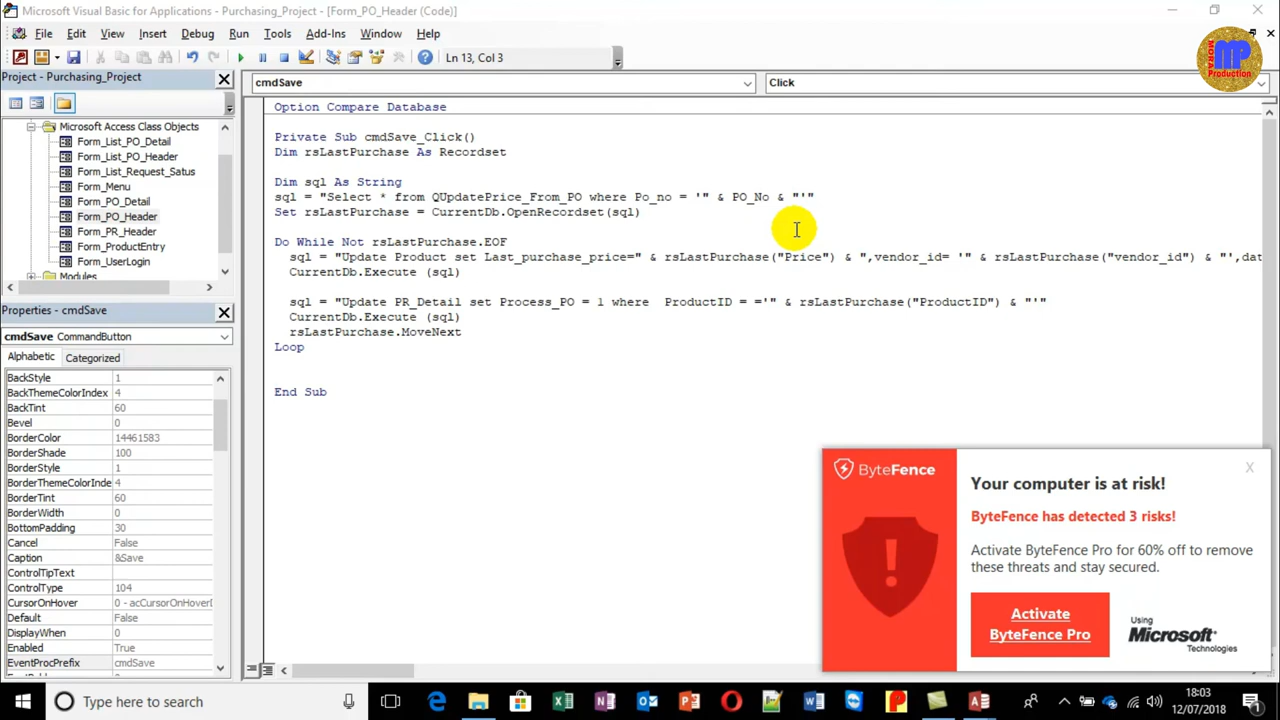 Microsoft Visual Basic for Applications - Purchasing_Project - [Form_PO_Header (Code)]
File Edit View Insert Debug Run Tools Add-Ins Window Help
Ln 13, Col 3
MP
Production
Project - Purchasing_Project
cmdSave
Click
Microsoft Access Class Objects
Form_List_PO_Detail
Form_List_PO_Header
Form_List_Request_Satus
Form_Menu
Form_PO_Detail
Form_PO_Header
Form_PR_Header
Form_ProductEntry
Form_UserLogin
Modules
Properties - cmdSave
cmdSave CommandButton
Alphabetic Categorized
BackStyle 1
BackThemeColorIndex 4
BackTint 60
Bevel 0
BorderColor 14461583
BorderShade 100
BorderStyle 1
BorderThemeColorInde 4
BorderTint 60
BorderWidth 0
BottomPadding 30
Cancel False
Caption &Save
ControlTipText
ControlType 104
CursorOnHover 0 - acCursorOnHoverD
Default False
DisplayWhen 0
Enabled True
EventProcPrefix cmdSave
Option Compare Database
Private Sub cmdSave_Click()
Dim rsLastPurchase As Recordset
Dim sql As String
sql = "Select * from QUpdatePrice_From_PO where Po_no = '" & PO_No & "'"
Set rsLastPurchase = CurrentDb.OpenRecordset(sql)
Do While Not rsLastPurchase.EOF
sql = "Update Product set Last_purchase_price=" & rsLastPurchase("Price") & ",vendor_id= '" & rsLastPurchase("vendor_id") & "',dat
CurrentDb.Execute (sql)
sql = "Update PR_Detail set Process_PO = 1 where  ProductID = ='" & rsLastPurchase("ProductID") & "'"
CurrentDb.Execute (sql)
rsLastPurchase.MoveNext
Loop
End Sub
ByteFence
Your computer is at risk!
ByteFence has detected 3 risks!
Activate ByteFence Pro for 60% off to remove
these threats and stay secured.
Activate
ByteFence Pro
Using
Microsoft
Technologies
X
Type here to search
18:03
12/07/2018